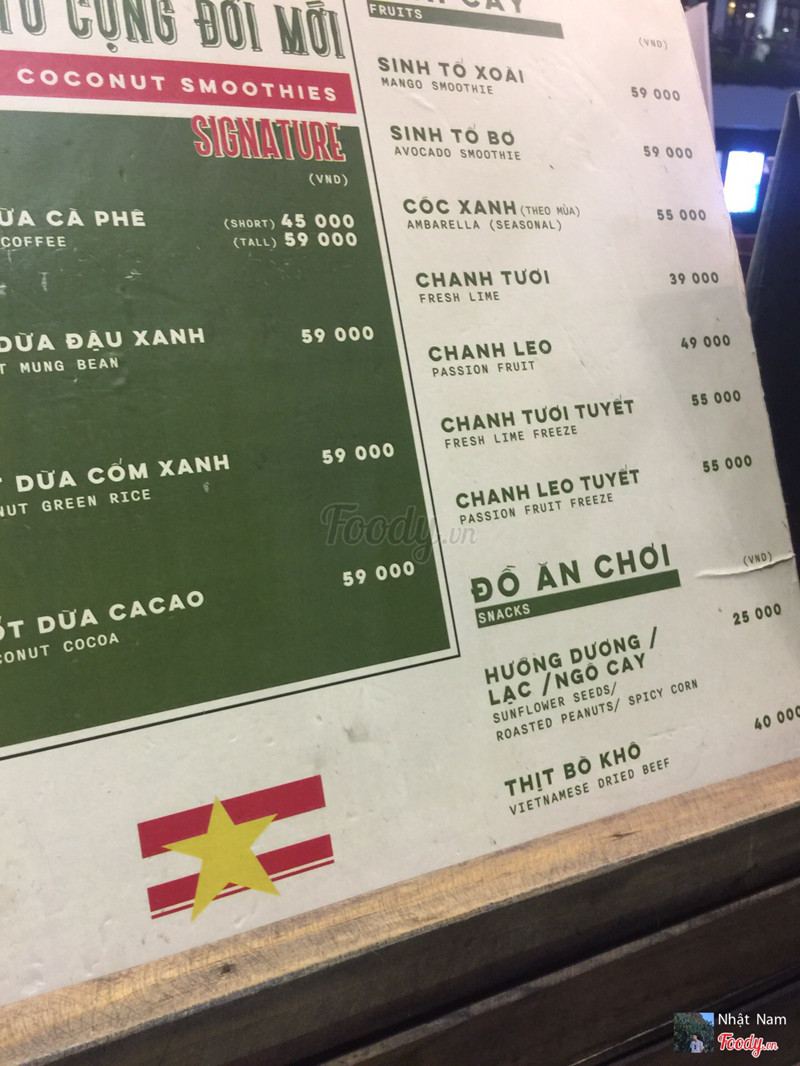 CỘNG ĐỔI MỚI
COCONUT SMOOTHIES
SIGNATURE
(VND)
CÀ PHÊ (SHORT) 45 000
COFFEE (TALL) 59 000
DỪA ĐẬU XANH 59 000
MUNG BEAN
DỪA CỐM XANH 59 000
GREEN RICE
DỪA CACAO 59 000
COCOA
CÂY
FRUITS
(VND)
SINH TỐ XOÀI 59 000
MANGO SMOOTHIE
SINH TỐ BƠ 59 000
AVOCADO SMOOTHIE
CÓC XANH (THEO MÙA) 55 000
AMBARELLA (SEASONAL)
CHANH TƯƠI 39 000
FRESH LIME
CHANH LEO 49 000
PASSION FRUIT
CHANH TƯƠI TUYẾT 55 000
FRESH LIME FREEZE
CHANH LEO TUYẾT 55 000
PASSION FRUIT FREEZE
ĐỒ ĂN CHƠI (VND)
SNACKS
HƯỚNG DƯƠNG / 25 000
LẠC /NGÔ CAY
SUNFLOWER SEEDS/
ROASTED PEANUTS/ SPICY CORN
THỊT BÒ KHÔ 40 000
VIETNAMESE DRIED BEEF
Foody.vn
Nhật Nam
Foody.vn